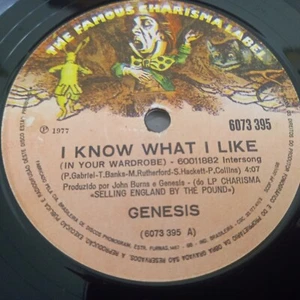 THE FAMOUS CHARISMA LABEL
℗ 1977
6073 395
I KNOW WHAT I LIKE
(IN YOUR WARDROBE) - 60011882 Intersong
(P.Gabriel-T.Banks-M.Rutherford-S.Hackett-P.Collins) 4:07
Produzido por John Burns e Genesis - (do LP CHARISMA
«SELLING ENGLAND BY THE POUND»)
GENESIS
(6073 395 A)